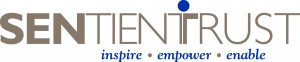 SENTIENTRUST
inspire • empower • enable